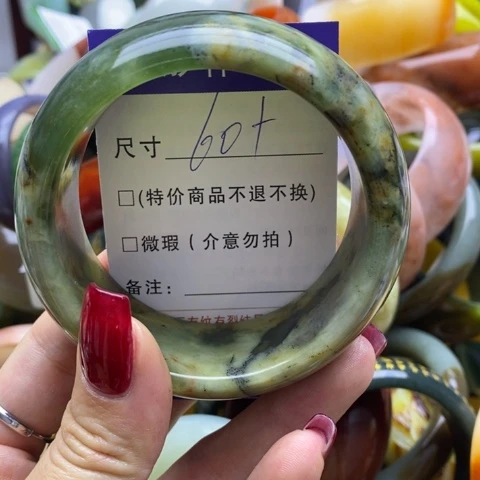 尺寸 60+
□(特价商品不退不换)
□微瑕(介意勿拍)
备注: